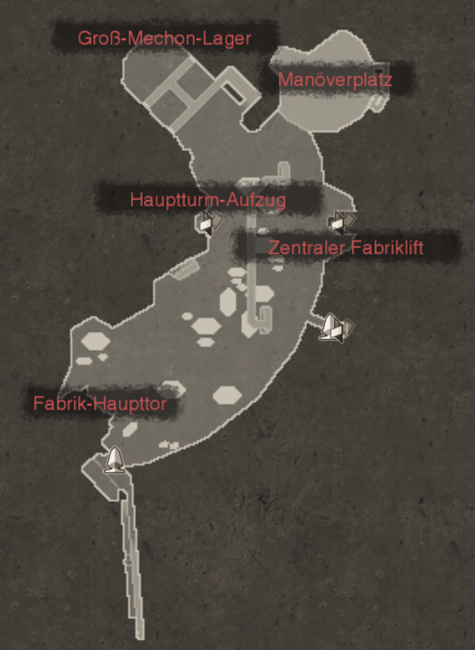 Groß-Mechon-Lager
Manöverplatz
Hauptturm-Aufzug
Zentraler Fabriklift
Fabrik-Haupttor